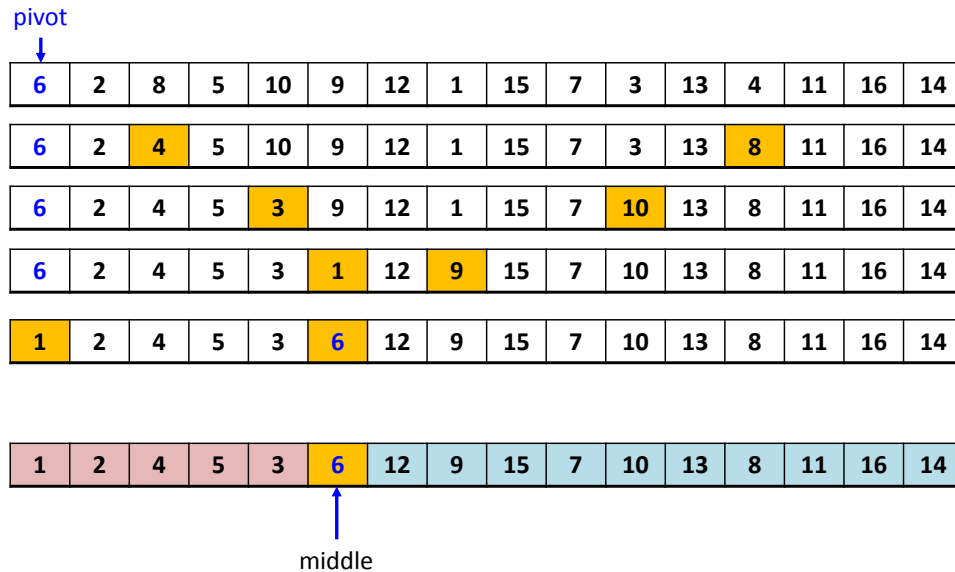 pivot
6 2 8 5 10 9 12 1 15 7 3 13 4 11 16 14
6 2 4 5 10 9 12 1 15 7 3 13 8 11 16 14
6 2 4 5 3 9 12 1 15 7 10 13 8 11 16 14
6 2 4 5 3 1 12 9 15 7 10 13 8 11 16 14
1 2 4 5 3 6 12 9 15 7 10 13 8 11 16 14
1 2 4 5 3 6 12 9 15 7 10 13 8 11 16 14
middle